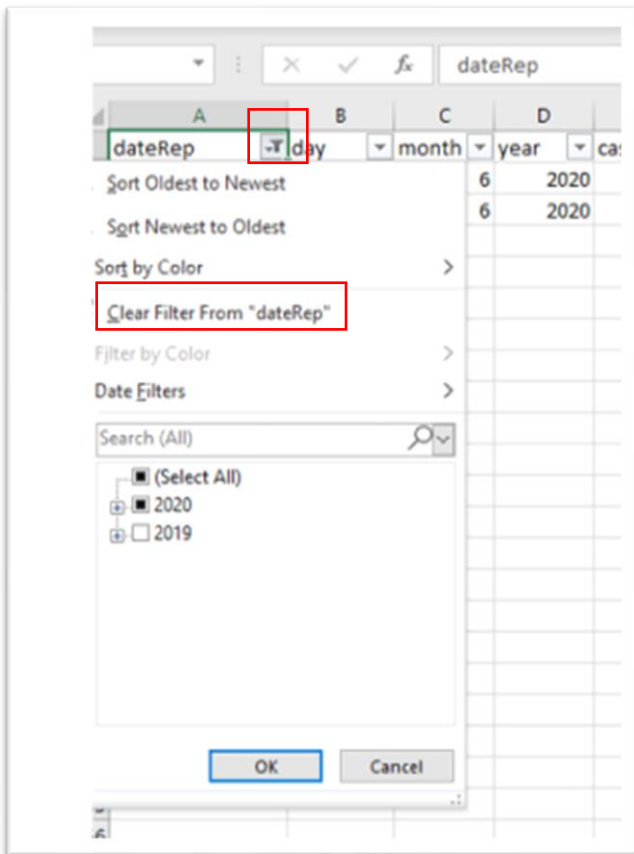 fx dateRep
A B C D
dateRep day month year ca
Sort Oldest to Newest 6 2020
Sort Newest to Oldest 6 2020
Sort by Color
Clear Filter From "dateRep"
Filter by Color
Date Filters
Search (All)
(Select All)
2020
2019
OK Cancel